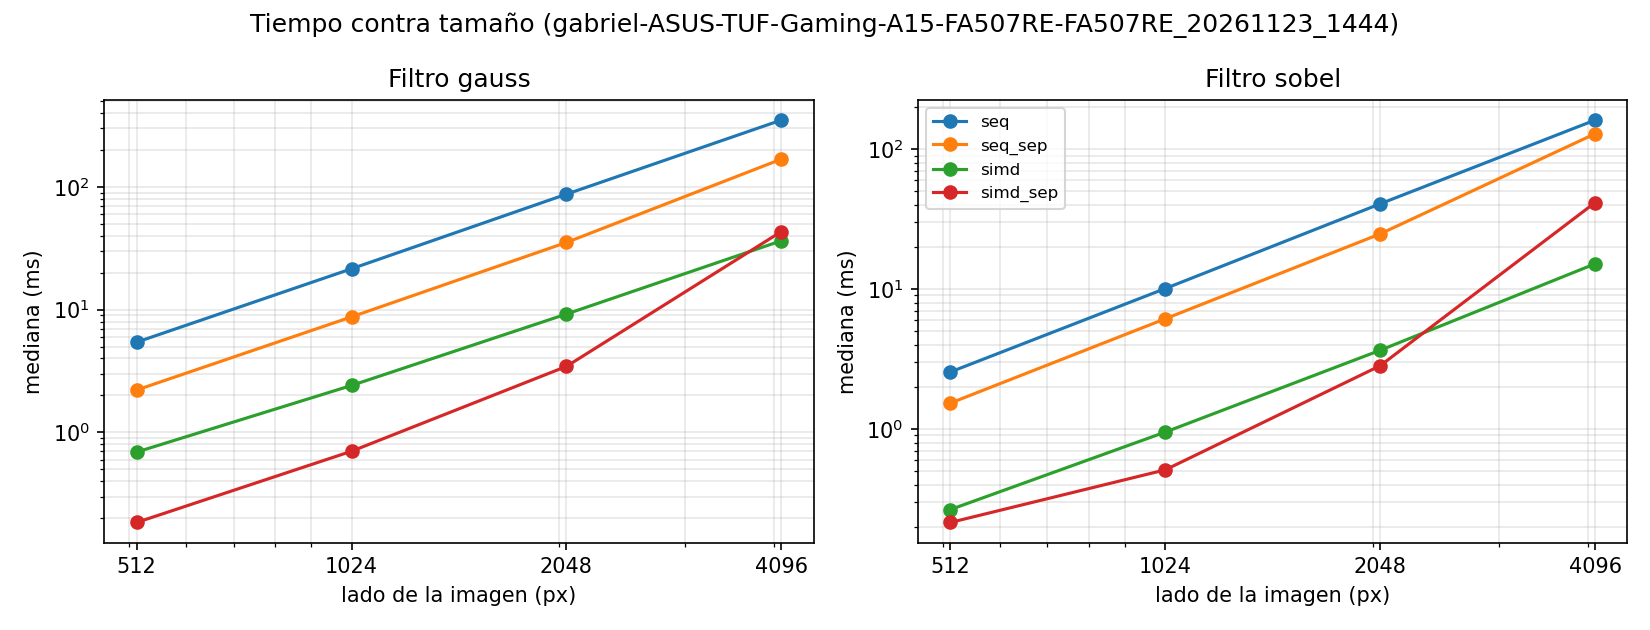 Tiempo contra tamaño (gabriel-ASUS-TUF-Gaming-A15-FA507RE-FA507RE_20261123_1444)
Filtro gauss
mediana (ms)
10²
10¹
10⁰
512 1024 2048 4096
lado de la imagen (px)
Filtro sobel
seq
seq_sep
simd
simd_sep
mediana (ms)
10²
10¹
10⁰
512 1024 2048 4096
lado de la imagen (px)